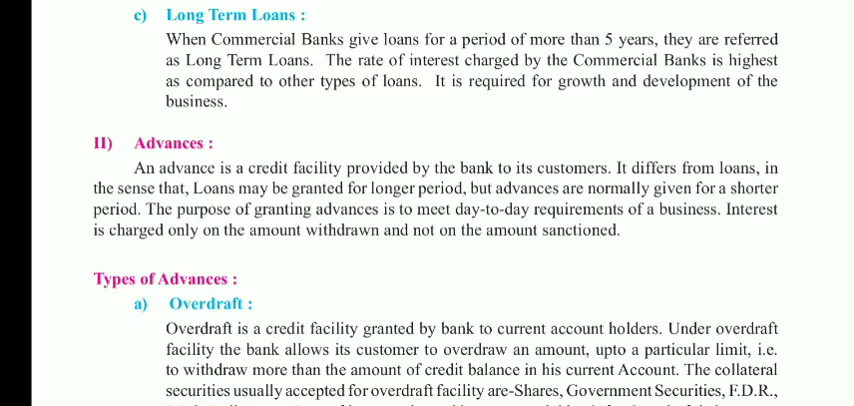 c) Long Term Loans :
When Commercial Banks give loans for a period of more than 5 years, they are referred
as Long Term Loans. The rate of interest charged by the Commercial Banks is highest
as compared to other types of loans. It is required for growth and development of the
business.
II) Advances :
An advance is a credit facility provided by the bank to its customers. It differs from loans, in
the sense that, Loans may be granted for longer period, but advances are normally given for a shorter
period. The purpose of granting advances is to meet day-to-day requirements of a business. Interest
is charged only on the amount withdrawn and not on the amount sanctioned.
Types of Advances :
a) Overdraft :
Overdraft is a credit facility granted by bank to current account holders. Under overdraft
facility the bank allows its customer to overdraw an amount, upto a particular limit, i.e.
to withdraw more than the amount of credit balance in his current Account. The collateral
securities usually accepted for overdraft facility are-Shares, Government Securities, F.D.R.,